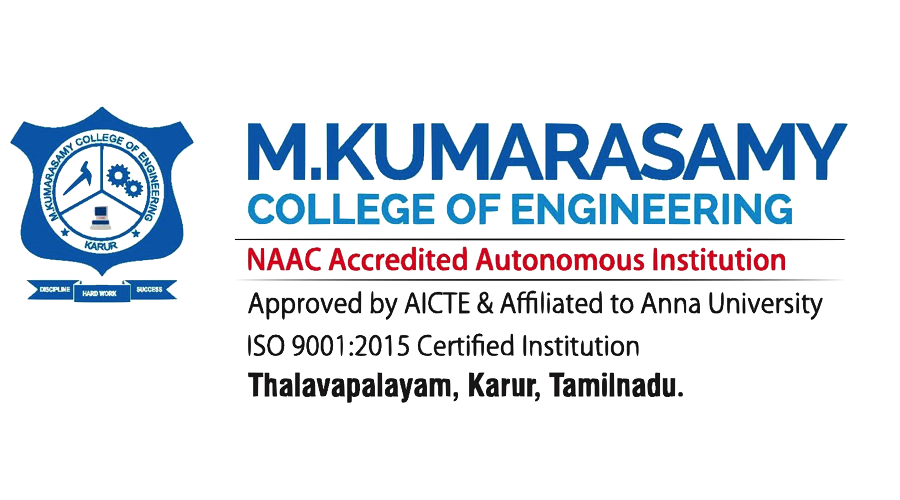 M.KUMARASAMY COLLEGE OF ENGINEERING
KARUR
DISCIPLINE
HARD WORK
SUCCESS
M.KUMARASAMY
COLLEGE OF ENGINEERING
NAAC Accredited Autonomous Institution
Approved by AICTE & Affiliated to Anna University
ISO 9001:2015 Certified Institution
Thalavapalayam, Karur, Tamilnadu.